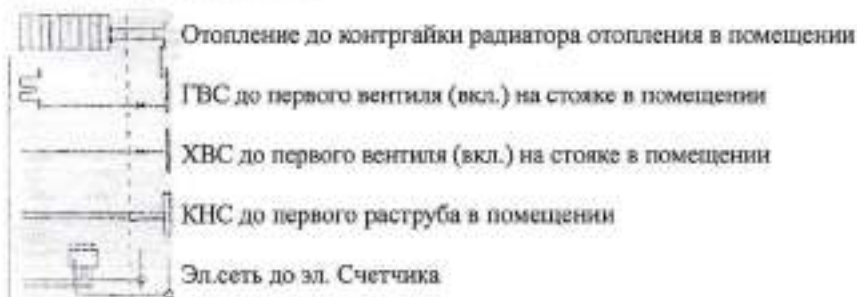 Отопление до контргайки радиатора отопления в помещении
ГВС до первого вентиля (вкл.) на стояке в помещении
ХВС до первого вентиля (вкл.) на стояке в помещении
КНС до первого раструба в помещении
Эл.сеть до эл. Счетчика